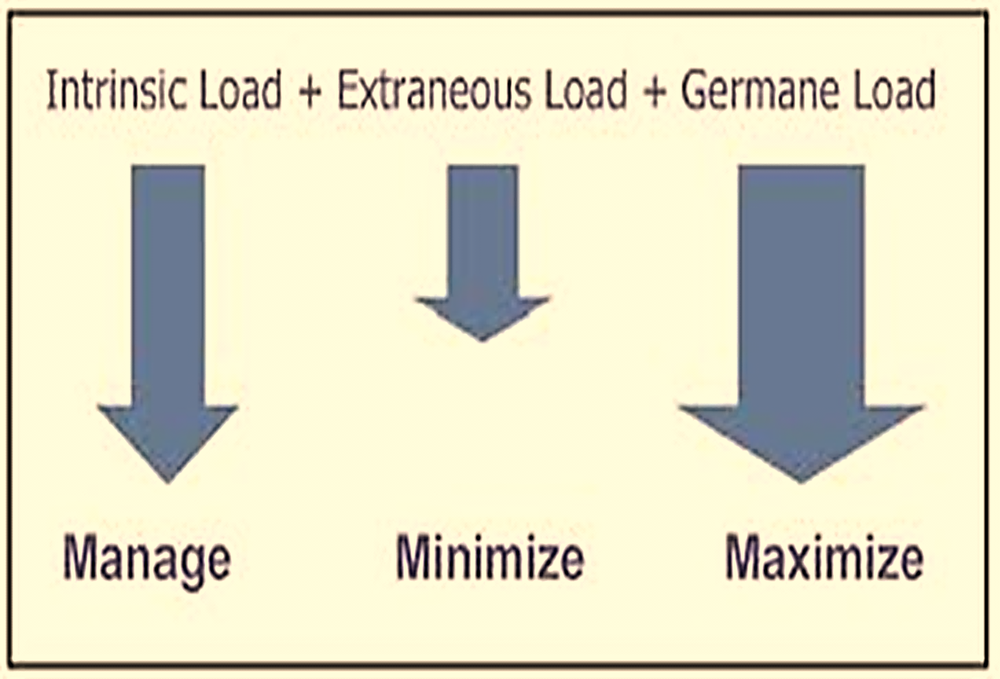 Intrinsic Load + Extraneous Load + Germane Load
Manage Minimize Maximize